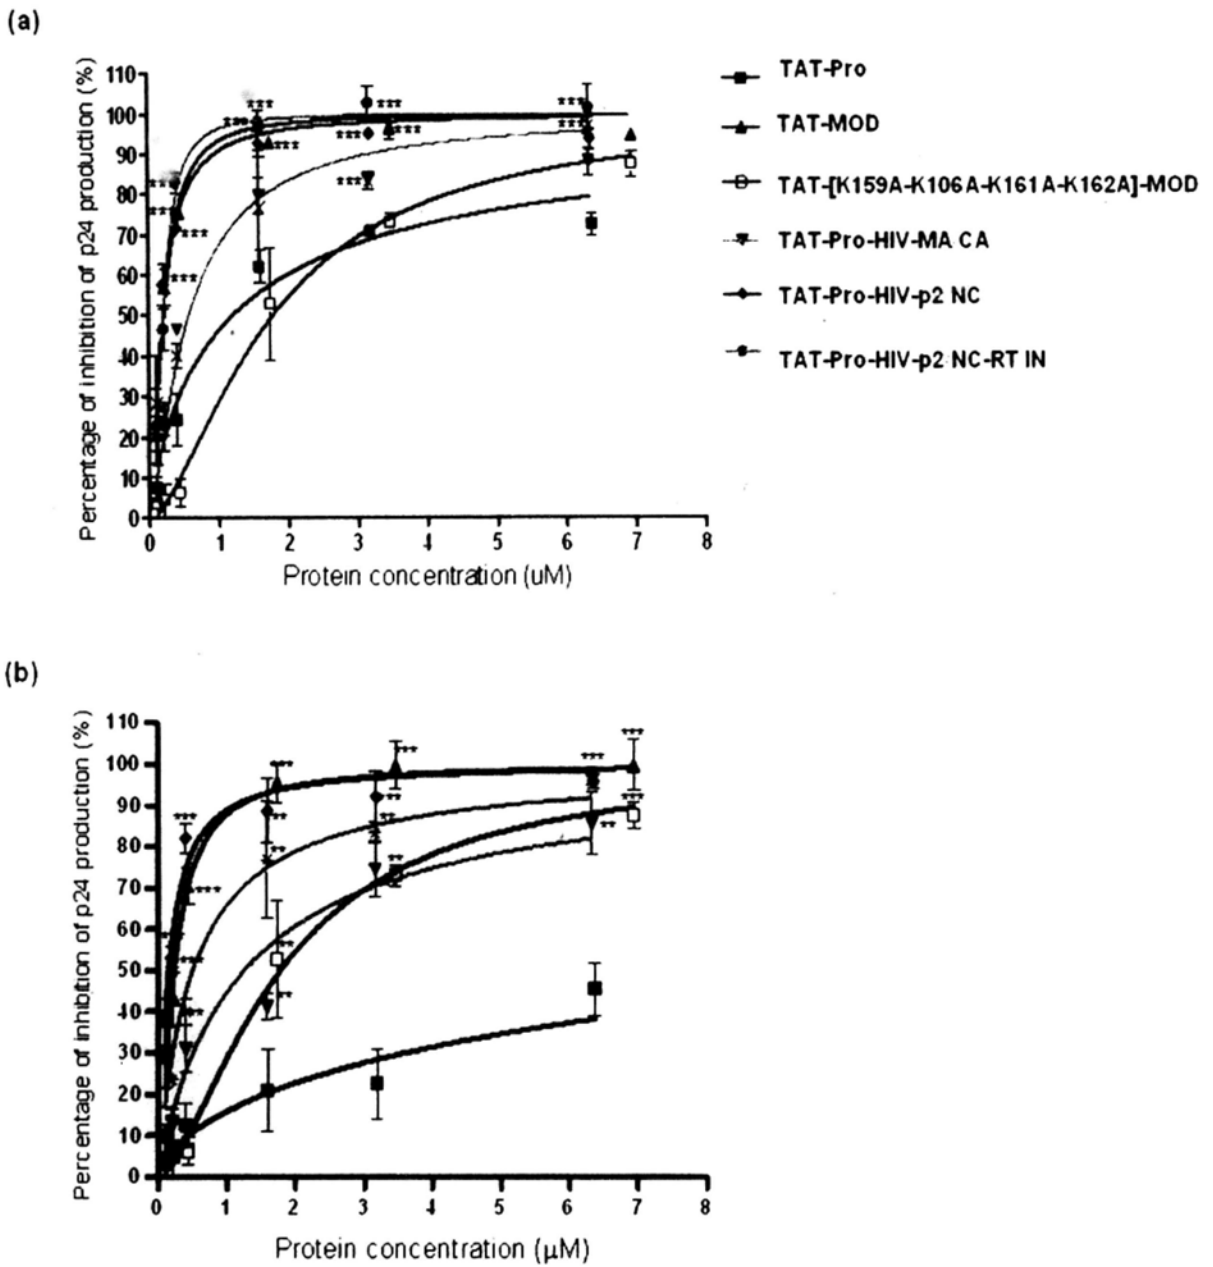 (a)
Percentage of inhibition of p24 production (%)
110
100
90
80
70
60
50
40
30
20
10
0
0 1 2 3 4 5 6 7 8
Protein concentration (uM)
TAT-Pro
TAT-MOD
TAT-[K159A-K106A-K161A-K162A]-MOD
TAT-Pro-HIV-MA CA
TAT-Pro-HIV-p2 NC
TAT-Pro-HIV-p2 NC-RT IN
(b)
Percentage of inhibition of p24 production (%)
110
100
90
80
70
60
50
40
30
20
10
0
0 1 2 3 4 5 6 7 8
Protein concentration (µM)